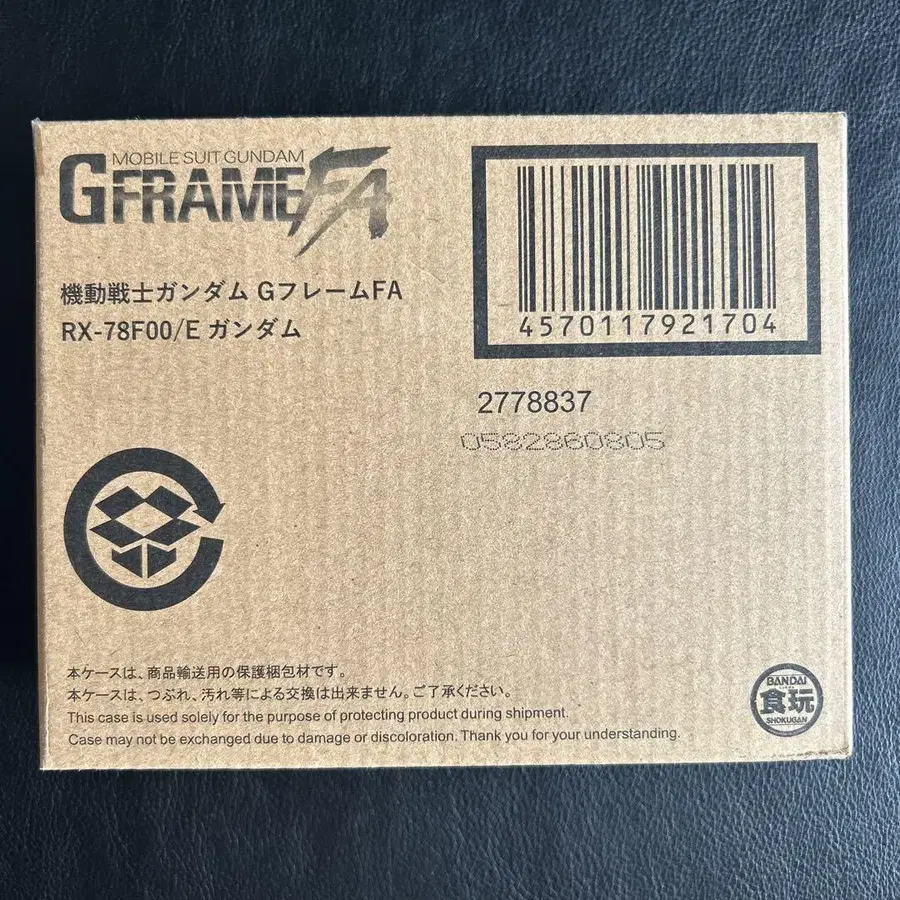 MOBILE SUIT GUNDAM
GFRAMEFA
機動戦士ガンダム GフレームFA
RX-78F00/E ガンダム
4570117921704
2778837
0582860805
本ケースは、商品輸送用の保護梱包材です。
本ケースは、つぶれ、汚れ等による交換は出来ません。ご了承ください。
This case is used solely for the purpose of protecting product during shipment.
Case may not be exchanged due to damage or discoloration. Thank you for your understanding.
BANDAI
食玩
SHOKUGAN